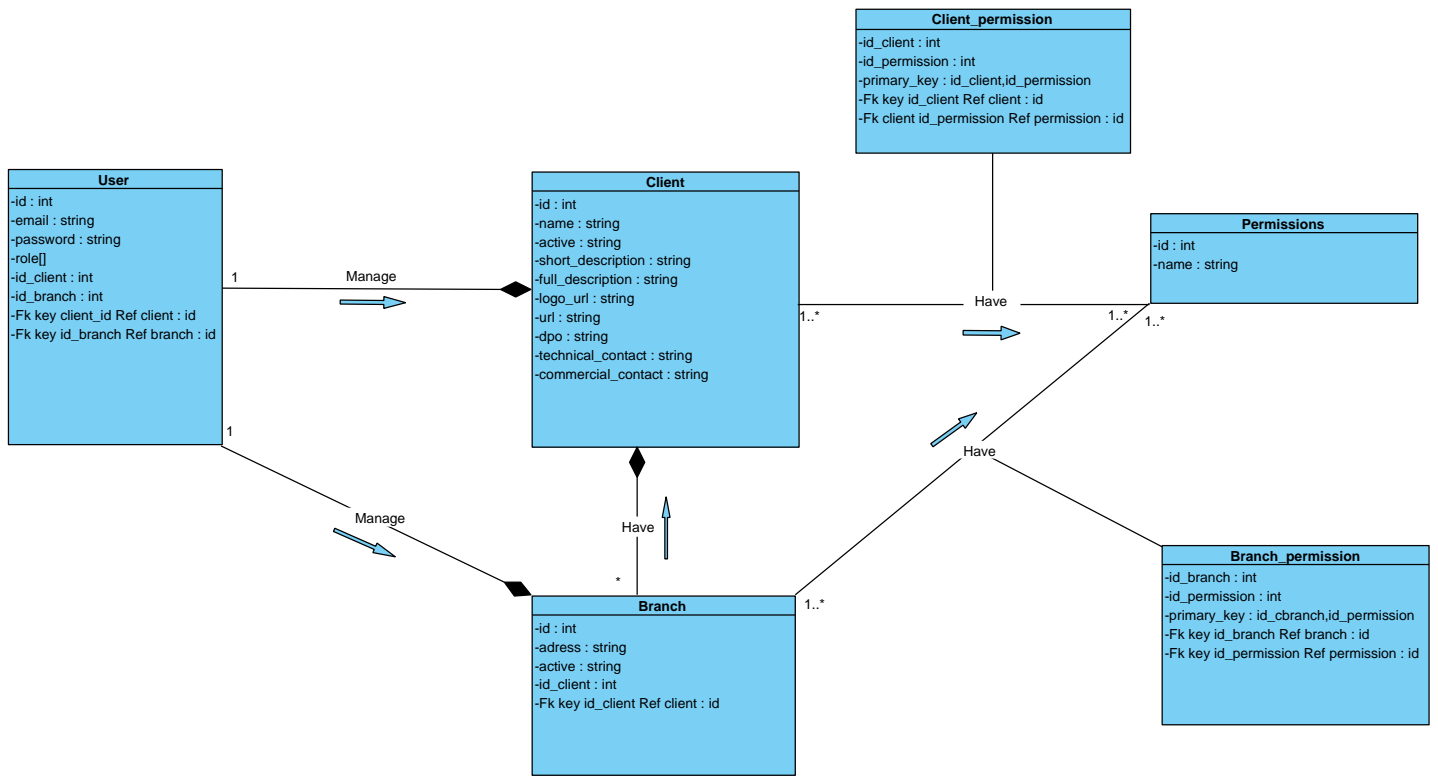 Client_permission
-id_client : int
-id_permission : int
-primary_key : id_client,id_permission
-Fk key id_client Ref client : id
-Fk client id_permission Ref permission : id
User
-id : int
-email : string
-password : string
-role[]
-id_client : int
-id_branch : int
-Fk key client_id Ref client : id
-Fk key id_branch Ref branch : id
1
Manage
Client
-id : int
-name : string
-active : string
-short_description : string
-full_description : string
-logo_url : string
-url : string
-dpo : string
-technical_contact : string
-commercial_contact : string
Permissions
-id : int
-name : string
Have
1..*
1..*
1..*
1
Manage
Have
*
Have
1..*
Branch
-id : int
-adress : string
-active : string
-id_client : int
-Fk key id_client Ref client : id
Branch_permission
-id_branch : int
-id_permission : int
-primary_key : id_cbranch,id_permission
-Fk key id_branch Ref branch : id
-Fk key id_permission Ref permission : id